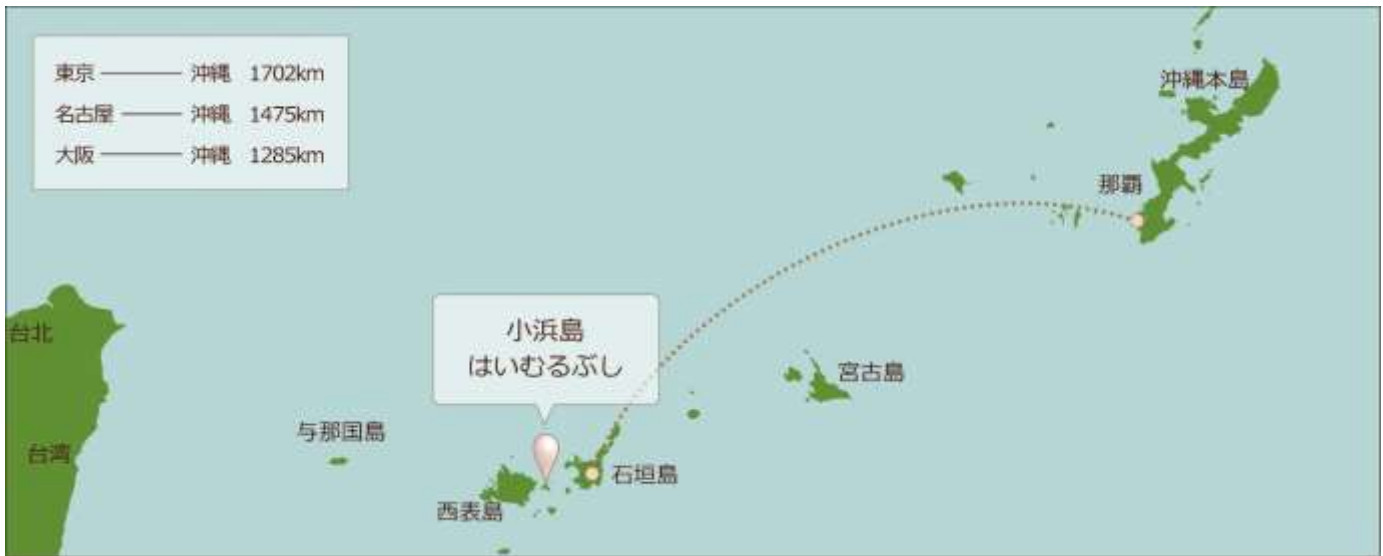 東京 ─── 沖縄 1702km
名古屋 ─── 沖縄 1475km
大阪 ─── 沖縄 1285km
沖縄本島
那覇
台北
小浜島
はいむるぶし
宮古島
与那国島
台湾
石垣島
西表島